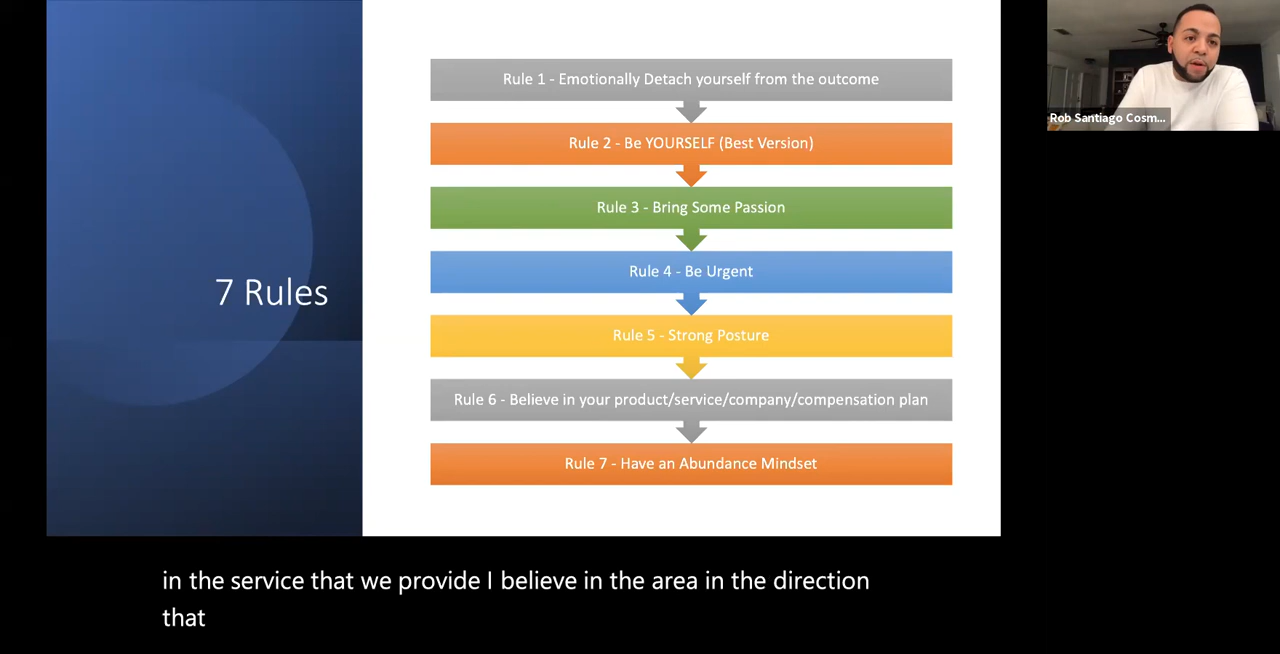 Rule 1 - Emotionally Detach yourself from the outcome
Rule 2 - Be YOURSELF (Best Version)
Rule 3 - Bring Some Passion
Rule 4 - Be Urgent
Rule 5 - Strong Posture
Rule 6 - Believe in your product/service/company/compensation plan
Rule 7 - Have an Abundance Mindset
7 Rules
Rob Santiago Cosm...
in the service that we provide I believe in the area in the direction
that